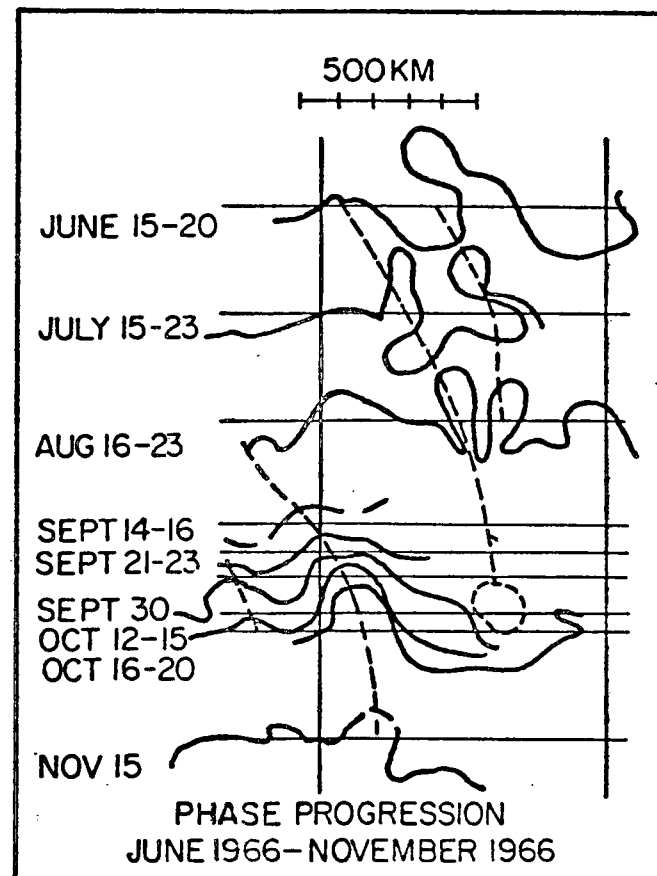 500KM
JUNE 15-20
JULY 15-23
AUG 16-23
SEPT 14-16
SEPT 21-23
SEPT 30
OCT 12-15
OCT 16-20
NOV 15
PHASE PROGRESSION
JUNE 1966-NOVEMBER 1966